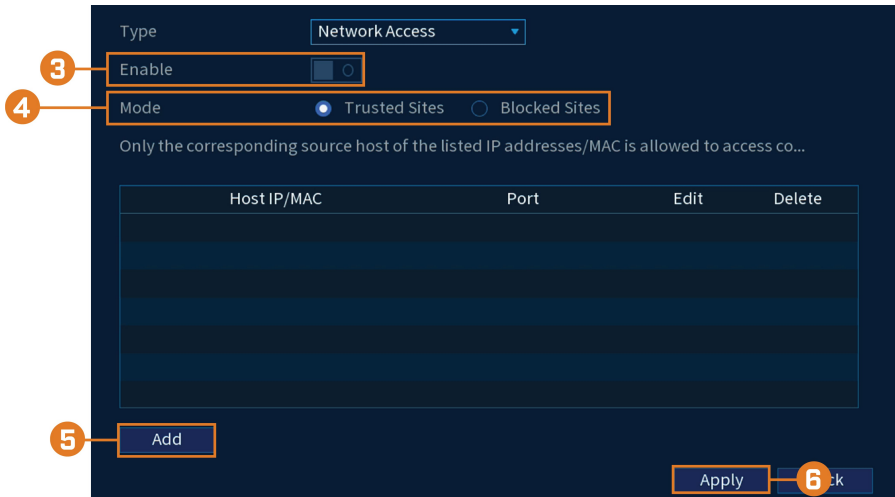 Type Network Access
3 Enable
4 Mode Trusted Sites Blocked Sites
Only the corresponding source host of the listed IP addresses/MAC is allowed to access co...
Host IP/MAC Port Edit Delete
5 Add
Apply 6